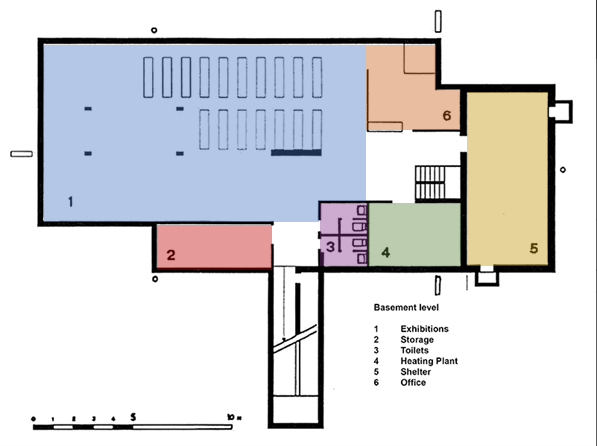 6
1
2
3
4
5
Basement level
1 Exhibitions
2 Storage
3 Toilets
4 Heating Plant
5 Shelter
6 Office
0 1 2 3 4 5 10 m